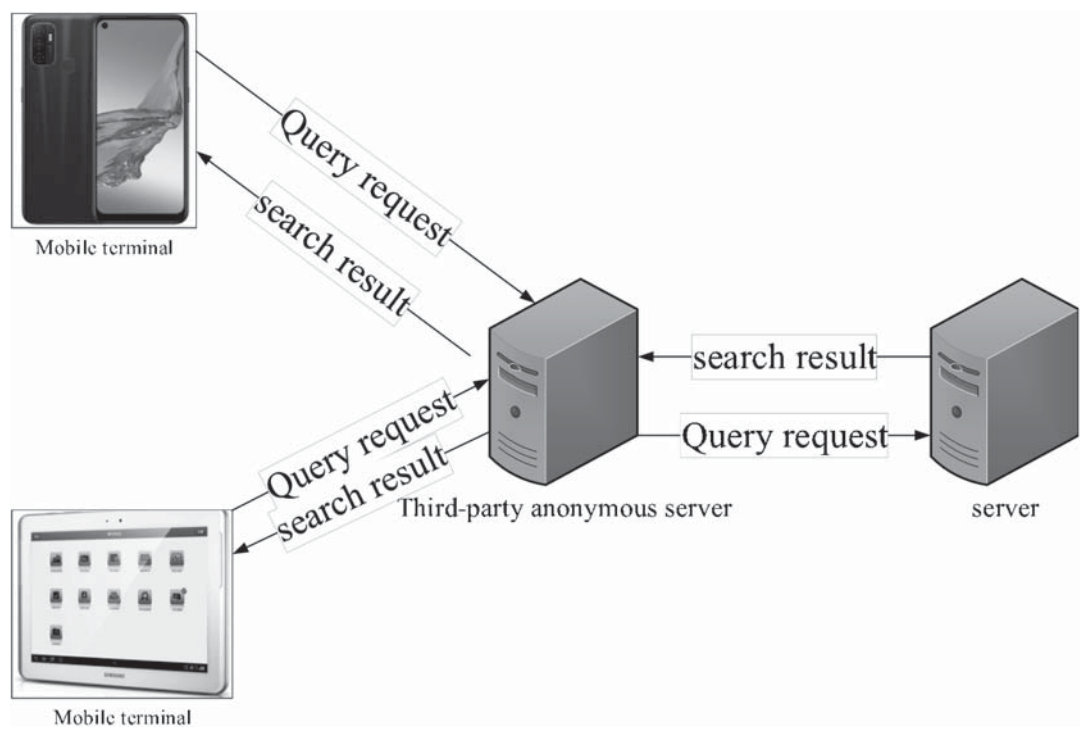 Query request
search result
Mobile terminal
search result
Query request
Query request
search result
Third-party anonymous server
server
SAMSUNG
Mobile terminal